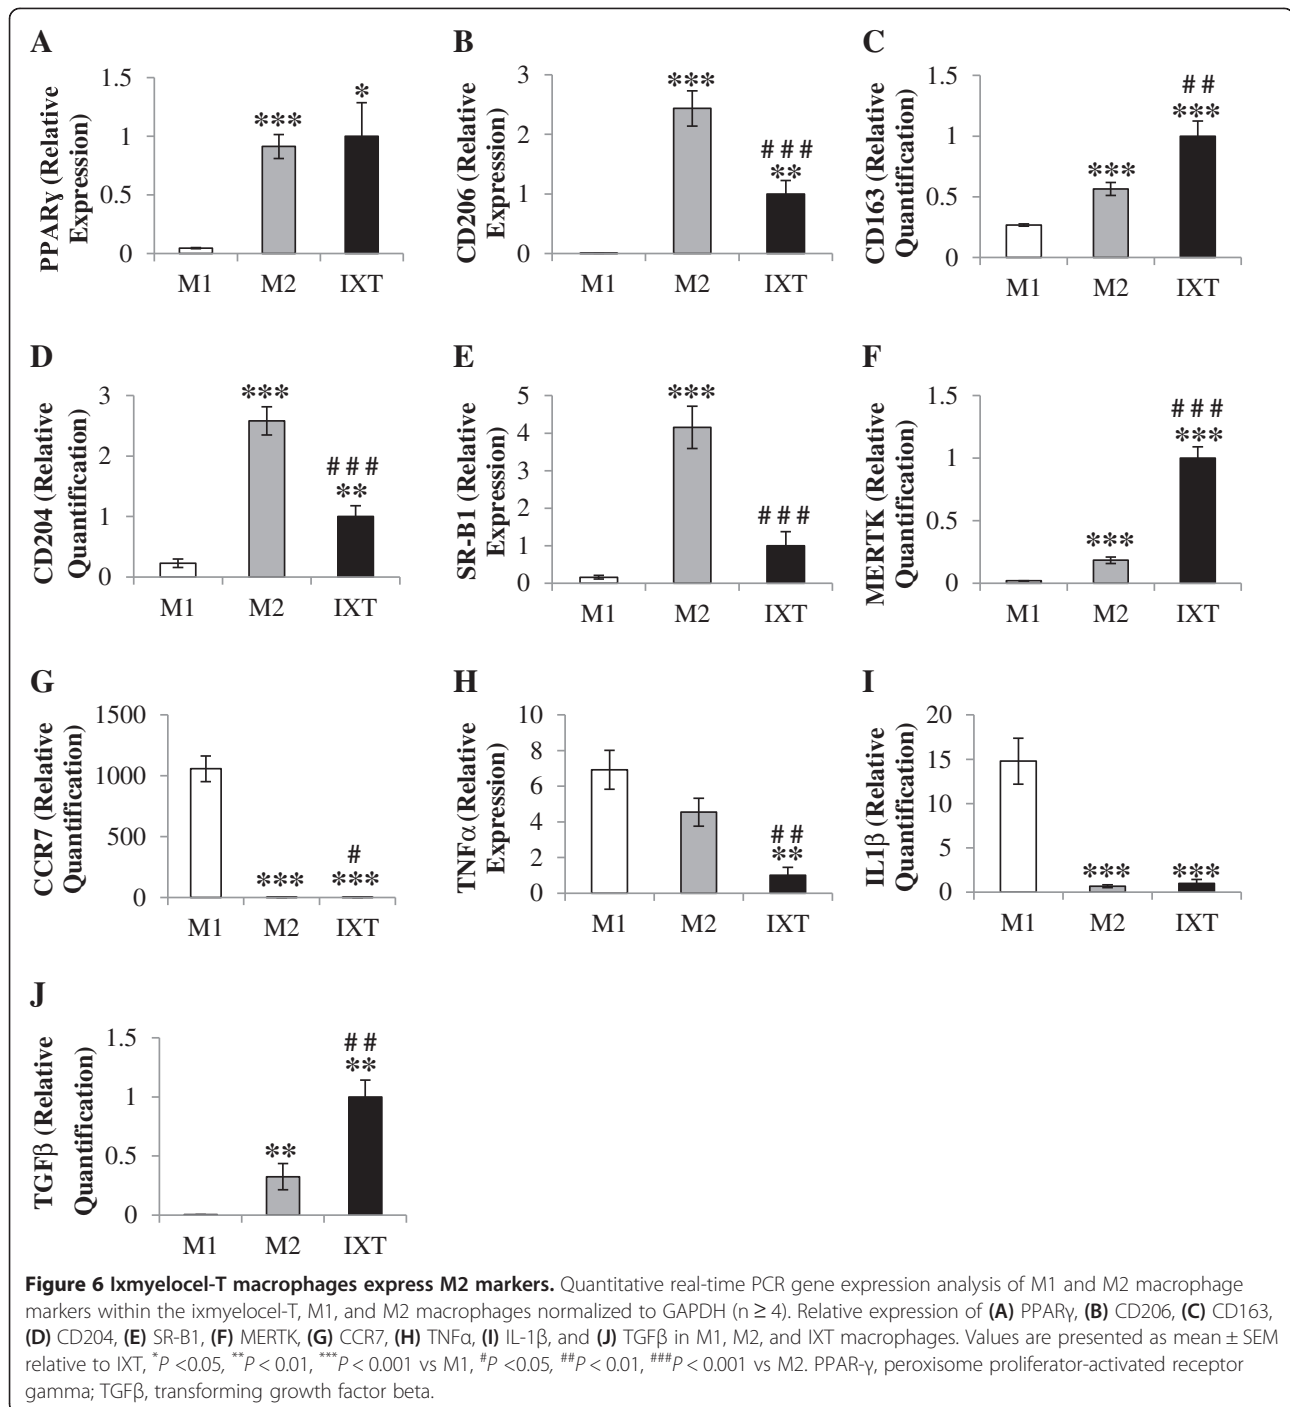 A
PPARγ (Relative
Expression)
1.5
1
0.5
0
***
*
M1 M2 IXT
B
CD206 (Relative
Expression)
3
2
1
0
***
###
**
M1 M2 IXT
C
CD163 (Relative
Quantification)
1.5
1
0.5
0
***
##
***
M1 M2 IXT
D
CD204 (Relative
Quantification)
3
2
1
0
***
###
**
M1 M2 IXT
E
SR-B1 (Relative
Expression)
5
4
3
2
1
0
***
###
M1 M2 IXT
F
MERTK (Relative
Quantification)
1.5
1
0.5
0
***
###
***
M1 M2 IXT
G
CCR7 (Relative
Quantification)
1500
1000
500
0
***
#
***
M1 M2 IXT
H
TNFα (Relative
Expression)
10
8
6
4
2
0
##
**
M1 M2 IXT
I
IL1β (Relative
Quantification)
20
15
10
5
0
***
***
M1 M2 IXT
J
TGFβ (Relative
Quantification)
1.5
1
0.5
0
**
##
**
M1 M2 IXT
Figure 6 Ixmyelocel-T macrophages express M2 markers. Quantitative real-time PCR gene expression analysis of M1 and M2 macrophage
markers within the ixmyelocel-T, M1, and M2 macrophages normalized to GAPDH (n ≥ 4). Relative expression of (A) PPARγ, (B) CD206, (C) CD163,
(D) CD204, (E) SR-B1, (F) MERTK, (G) CCR7, (H) TNFα, (I) IL-1β, and (J) TGFβ in M1, M2, and IXT macrophages. Values are presented as mean ± SEM
relative to IXT, *P <0.05, **P < 0.01, ***P < 0.001 vs M1, #P <0.05, ##P < 0.01, ###P < 0.001 vs M2. PPAR-γ, peroxisome proliferator-activated receptor
gamma; TGFβ, transforming growth factor beta.